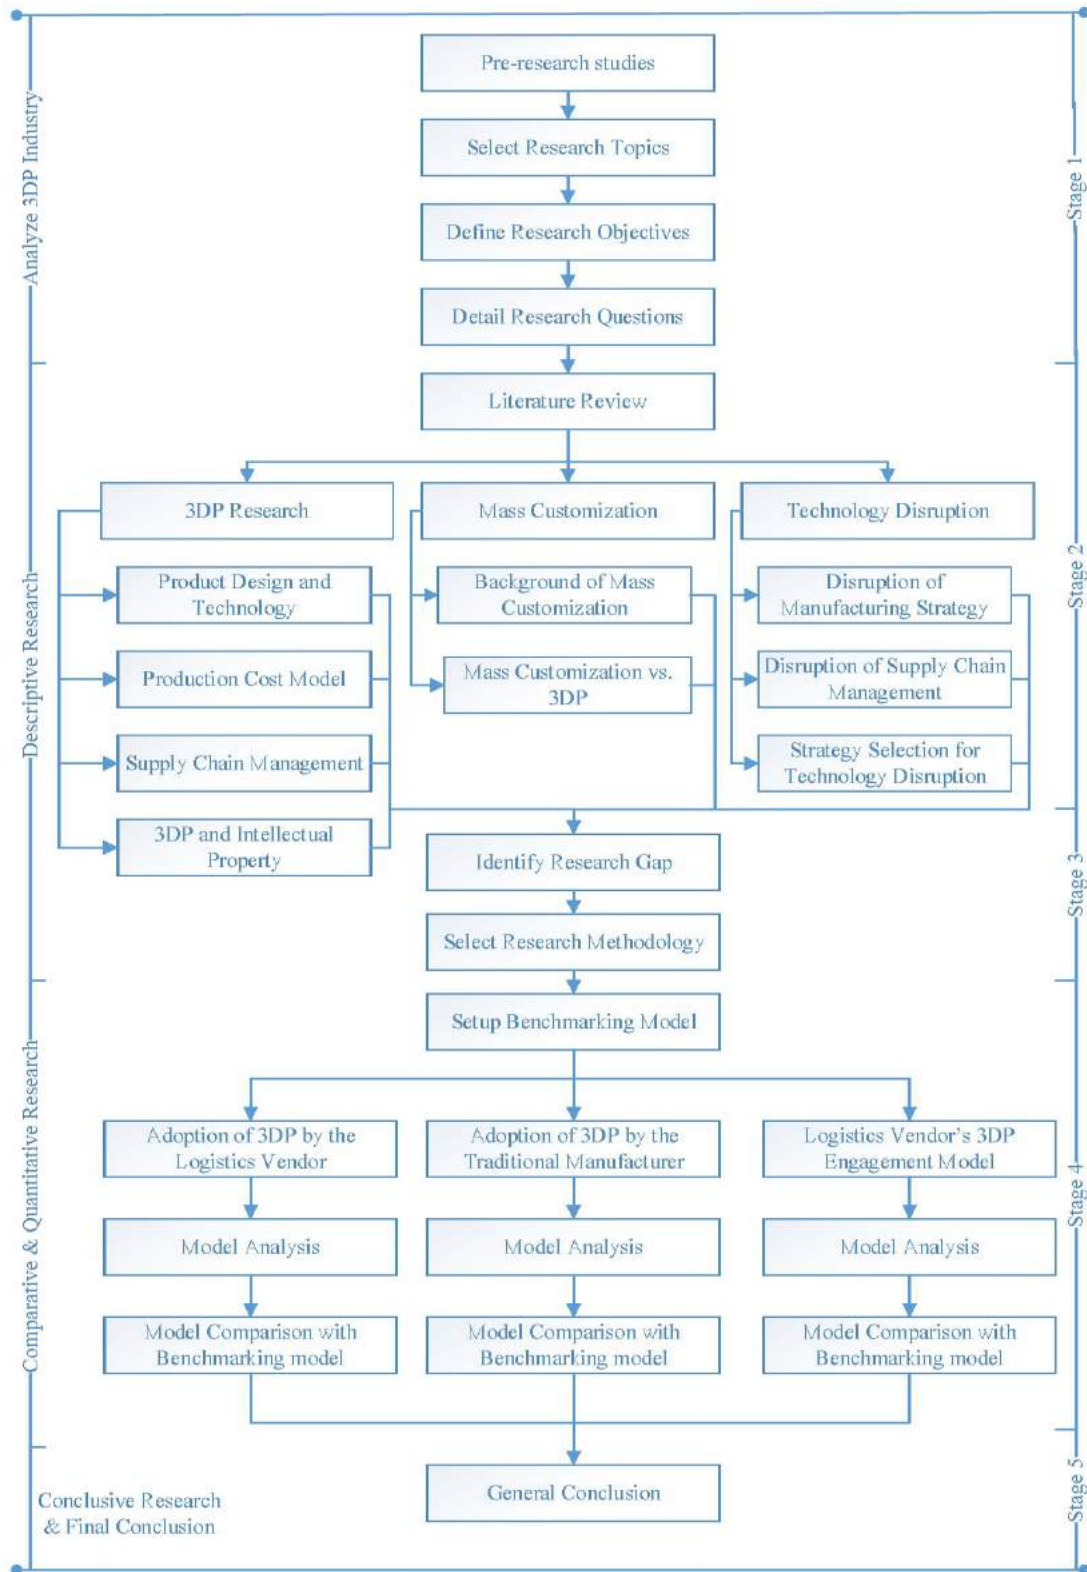 Pre-research studies
Select Research Topics
Define Research Objectives
Detail Research Questions
Analyze 3DP Industry
Stage 1
Literature Review
3DP Research
Mass Customization
Technology Disruption
Product Design and
Technology
Background of Mass
Customization
Disruption of
Manufacturing Strategy
Production Cost Model
Mass Customization vs.
3DP
Disruption of Supply Chain
Management
Supply Chain Management
Strategy Selection for
Technology Disruption
3DP and Intellectual
Property
Descriptive Research
Stage 2
Identify Research Gap
Select Research Methodology
Stage 3
Setup Benchmarking Model
Adoption of 3DP by the
Logistics Vendor
Adoption of 3DP by the
Traditional Manufacturer
Logistics Vendor's 3DP
Engagement Model
Model Analysis
Model Analysis
Model Analysis
Model Comparison with
Benchmarking model
Model Comparison with
Benchmarking model
Model Comparison with
Benchmarking model
Comparative & Quantitative Research
Stage 4
General Conclusion
Conclusive Research
& Final Conclusion
Stage 5